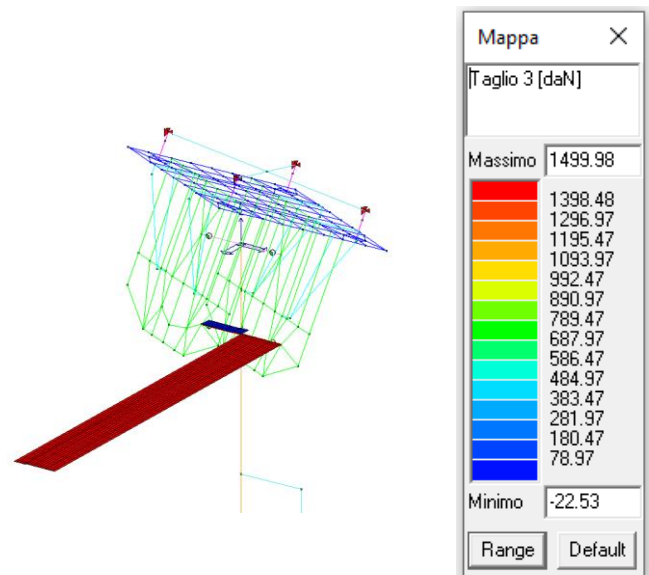 Mappa
Taglio 3 [daN]
Massimo 1499.98
1398.48
1296.97
1195.47
1093.97
992.47
890.97
789.47
687.97
586.47
484.97
383.47
281.97
180.47
78.97
Minimo -22.53
Range Default